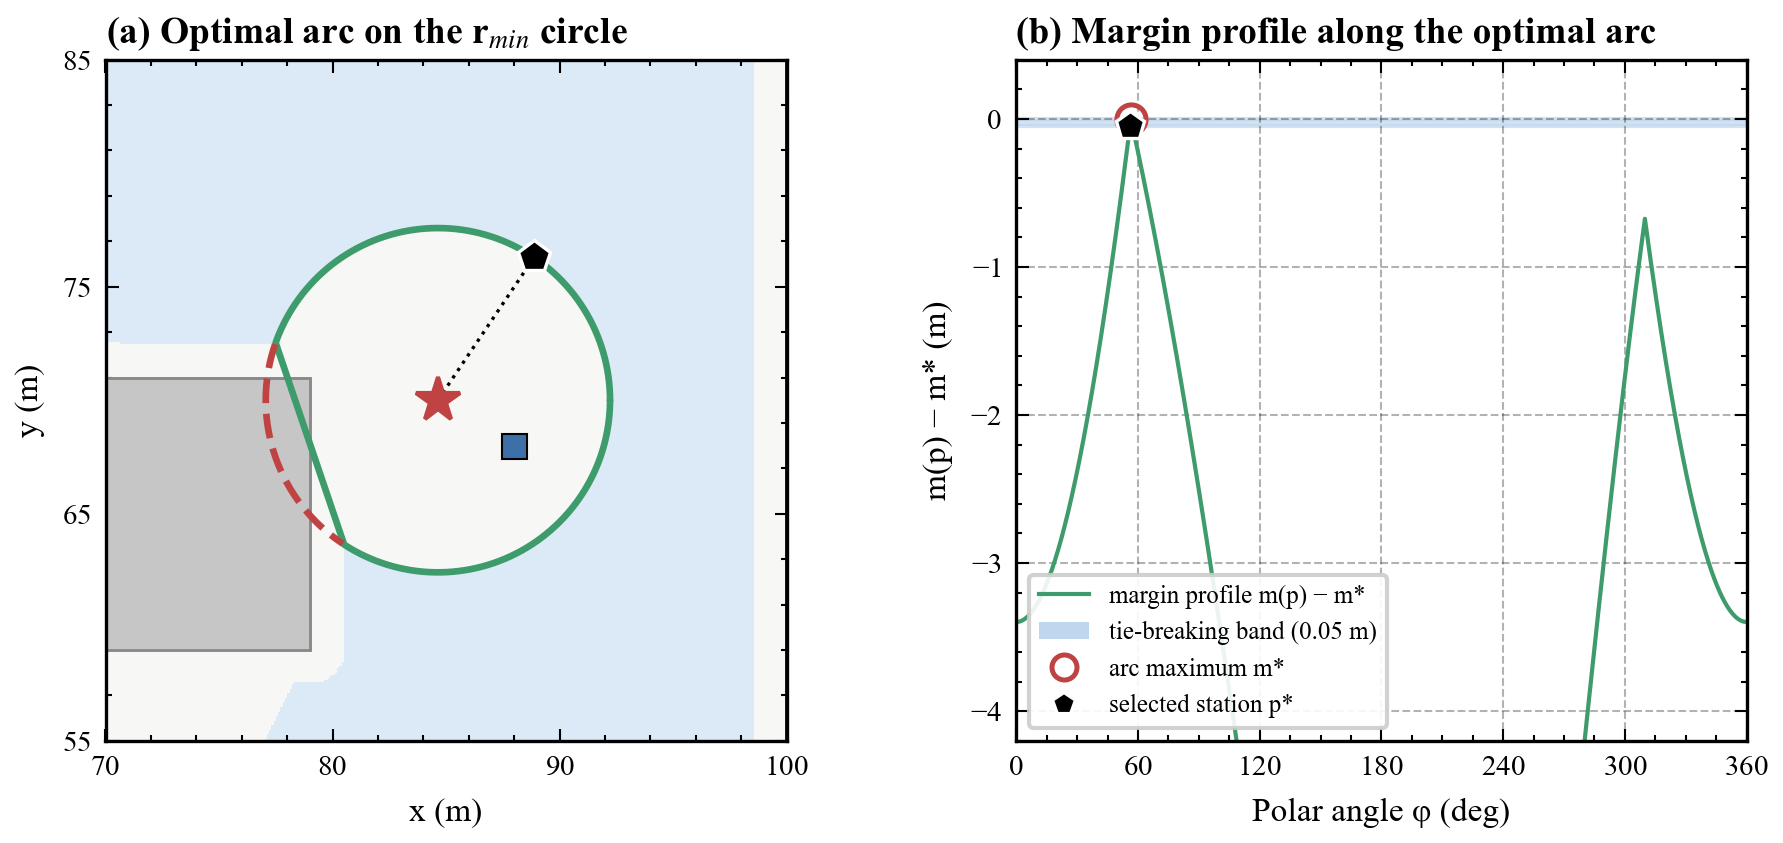 (a) Optimal arc on the rmin circle
85
75
65
55
70
80
90
100
y (m)
x (m)
(b) Margin profile along the optimal arc
0
−1
−2
−3
−4
0
60
120
180
240
300
360
m(p) − m* (m)
Polar angle φ (deg)
margin profile m(p) − m*
tie-breaking band (0.05 m)
arc maximum m*
selected station p*